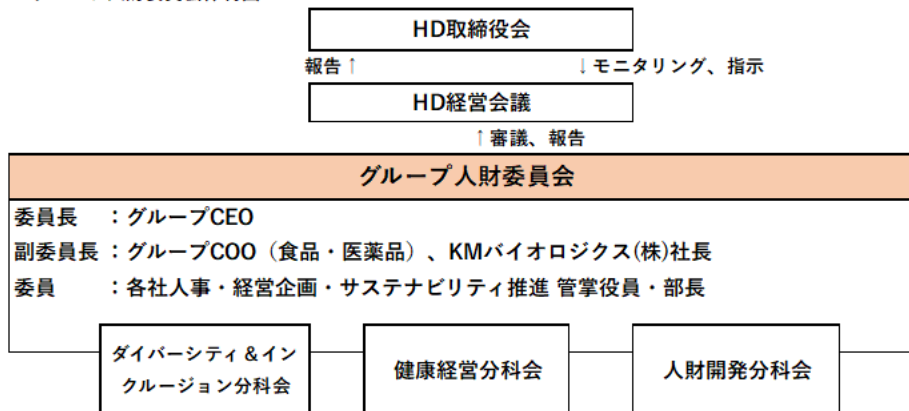 HD取締役会
報告↑ ↓モニタリング、指示
HD経営会議
↑審議、報告
グループ人財委員会
委員長 ：グループCEO
副委員長：グループCOO（食品・医薬品）、KMバイオロジクス(株)社長
委員 ：各社人事・経営企画・サステナビリティ推進 管掌役員・部長
ダイバーシティ＆イン
クルージョン分科会
健康経営分科会
人財開発分科会